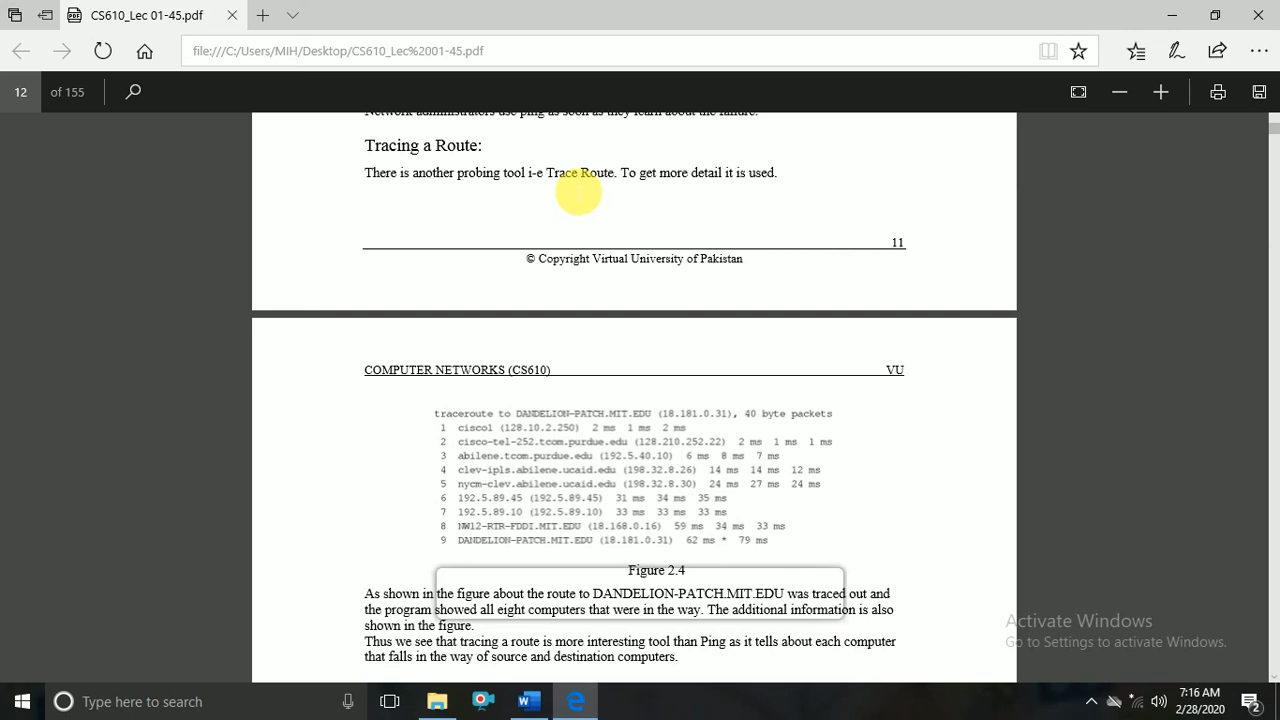 CS610_Lec 01-45.pdf
file:///C:/Users/MIH/Desktop/CS610_Lec%2001-45.pdf
12 of 155
Network administrators use ping as soon as they learn about the failure.
Tracing a Route:
There is another probing tool i-e Trace Route. To get more detail it is used.
11
© Copyright Virtual University of Pakistan
COMPUTER NETWORKS (CS610) VU
traceroute to DANDELION-PATCH.MIT.EDU (18.181.0.31), 40 byte packets
1 cisco1 (128.10.2.250) 2 ms 1 ms 2 ms
2 cisco-tel-252.tcom.purdue.edu (128.210.252.22) 2 ms 1 ms 1 ms
3 abilene.tcom.purdue.edu (192.5.40.10) 6 ms 8 ms 7 ms
4 clev-ipls.abilene.ucaid.edu (198.32.8.26) 14 ms 14 ms 12 ms
5 nycm-clev.abilene.ucaid.edu (198.32.8.30) 24 ms 27 ms 24 ms
6 192.5.89.45 (192.5.89.45) 31 ms 34 ms 35 ms
7 192.5.89.10 (192.5.89.10) 33 ms 33 ms 33 ms
8 NW12-RTR-FDDI.MIT.EDU (18.168.0.16) 59 ms 34 ms 33 ms
9 DANDELION-PATCH.MIT.EDU (18.181.0.31) 62 ms * 79 ms
Figure 2.4
As shown in the figure about the route to DANDELION-PATCH.MIT.EDU was traced out and
the program showed all eight computers that were in the way. The additional information is also
shown in the figure.
Thus we see that tracing a route is more interesting tool than Ping as it tells about each computer
that falls in the way of source and destination computers.
Activate Windows
Go to Settings to activate Windows.
Type here to search
7:16 AM
2/28/2020
2